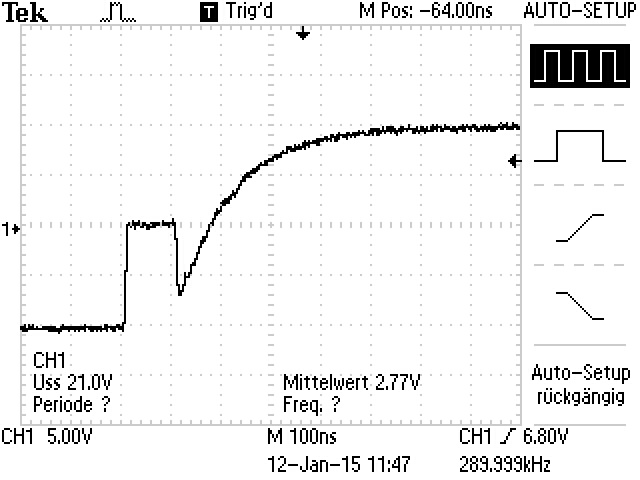 Tek T Trig'd M Pos: -64.00ns AUTO-SETUP
1
CH1
Uss 21.0V Mittelwert 2.77V
Periode ? Freq. ?
Auto-Setup
rückgängig
CH1 5.00V M 100ns CH1 6.80V
12-Jan-15 11:47 289.999kHz